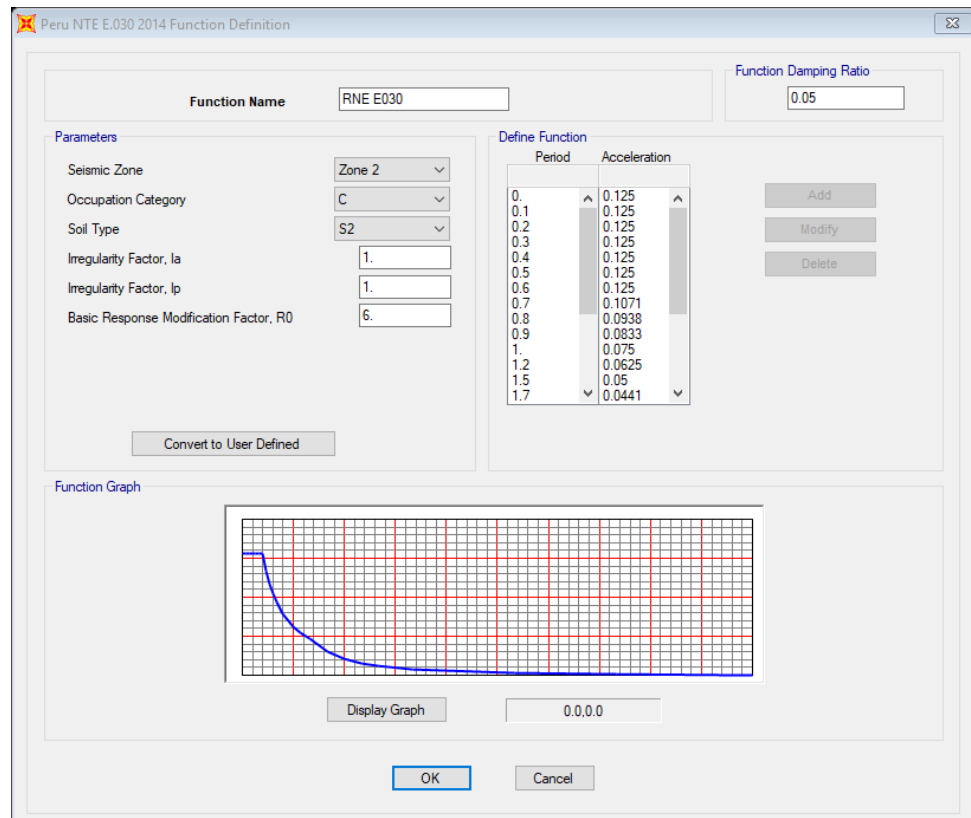 Peru NTE E.030 2014 Function Definition
Function Damping Ratio
Function Name RNE E030 0.05
Parameters
Seismic Zone Zone 2
Occupation Category C
Soil Type S2
Irregularity Factor, Ia 1.
Irregularity Factor, Ip 1.
Basic Response Modification Factor, R0 6.
Convert to User Defined
Define Function
Period Acceleration
0. 0.125
0.1 0.125
0.2 0.125
0.3 0.125
0.4 0.125
0.5 0.125
0.6 0.125
0.7 0.1071
0.8 0.0938
0.9 0.0833
1. 0.075
1.2 0.0625
1.5 0.05
1.7 0.0441
Add
Modify
Delete
Function Graph
Display Graph 0.0,0.0
OK Cancel